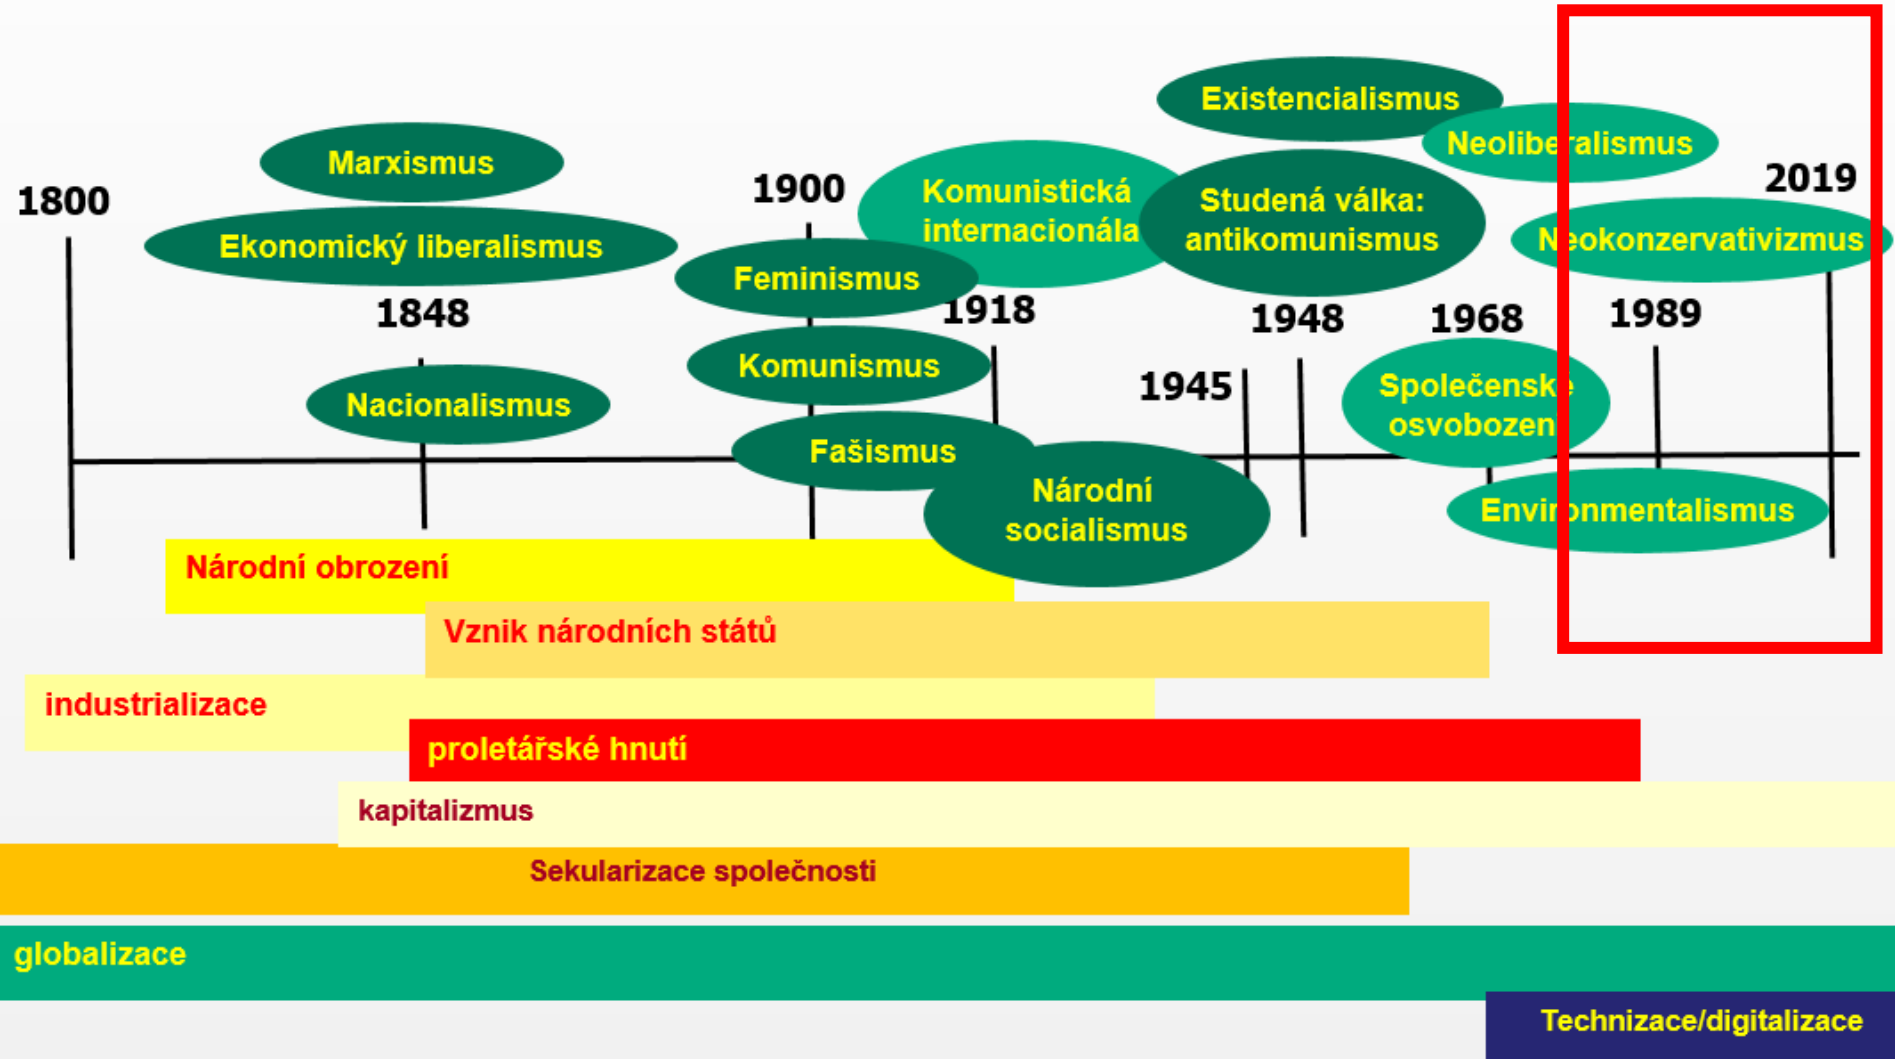 Existencialismus
Neoliberalismus
Marxismus
1800
1900
Komunistická
internacionála
Studená válka:
antikomunismus
2019
Ekonomický liberalismus
Neokonzervativizmus
Feminismus
1848
1918
1948
1968
1989
Nacionalismus
Komunismus
1945
Společenské
osvobození
Fašismus
Národní
socialismus
Environmentalismus
Národní obrození
Vznik národních států
industrializace
proletářské hnutí
kapitalizmus
Sekularizace společnosti
globalizace
Technizace/digitalizace